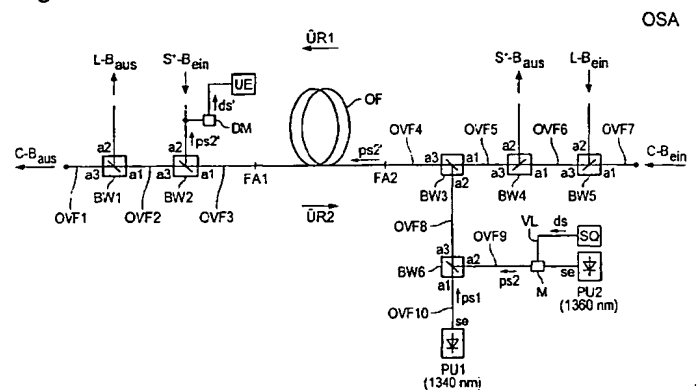 OSA
ÜR1
L-Baus
S*-Bein
UE
ds'
DM
ps2'
OF
S*-Baus
L-Bein
C-Baus
a2
a3
a1
BW1
a2
a3
a1
BW2
FA1
ps2'
FA2
OVF4
OVF5
OVF6
OVF7
C-Bein
a3
a1
a2
BW3
a2
a3
a1
BW4
a2
a3
a1
BW5
OVF1
OVF2
OVF3
ÜR2
OVF8
OVF9
VL
ds
SQ
a3
a2
a1
BW6
ps2
M
se
PU2
(1360 nm)
ps1
OVF10
se
PU1
(1340 nm)